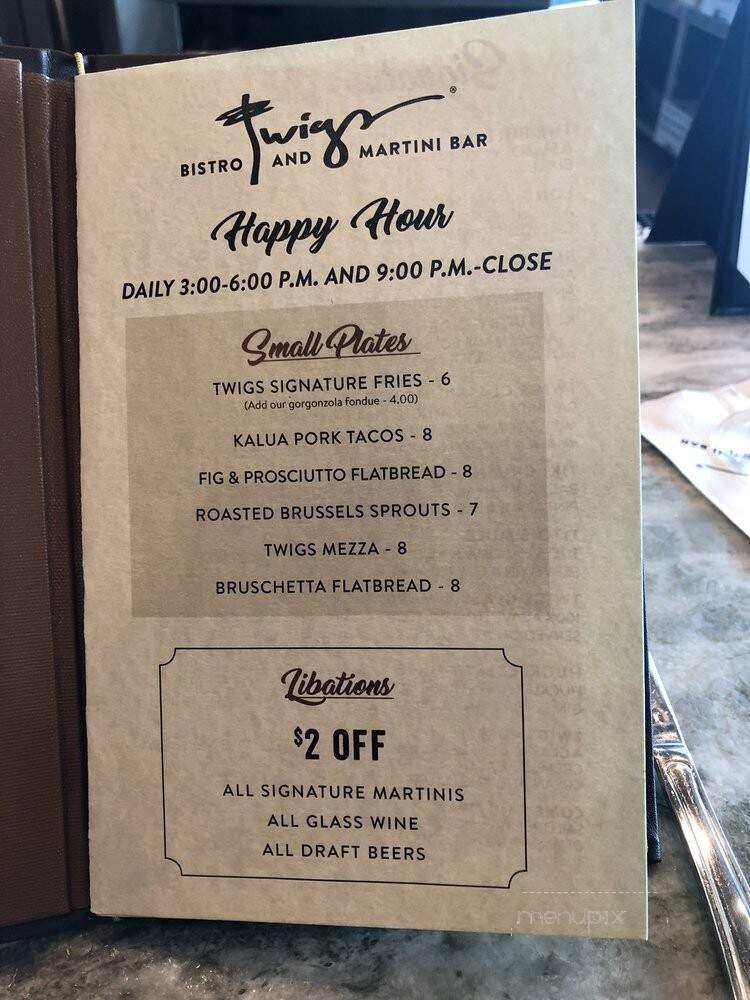 Twigs®
BISTRO AND MARTINI BAR
Happy Hour
DAILY 3:00-6:00 P.M. AND 9:00 P.M.-CLOSE
Small Plates
TWIGS SIGNATURE FRIES - 6
(Add our gorgonzola fondue - 4.00)
KALUA PORK TACOS - 8
FIG & PROSCIUTTO FLATBREAD - 8
ROASTED BRUSSELS SPROUTS - 7
TWIGS MEZZA - 8
BRUSCHETTA FLATBREAD - 8
Libations
$2 OFF
ALL SIGNATURE MARTINIS
ALL GLASS WINE
ALL DRAFT BEERS
menupix